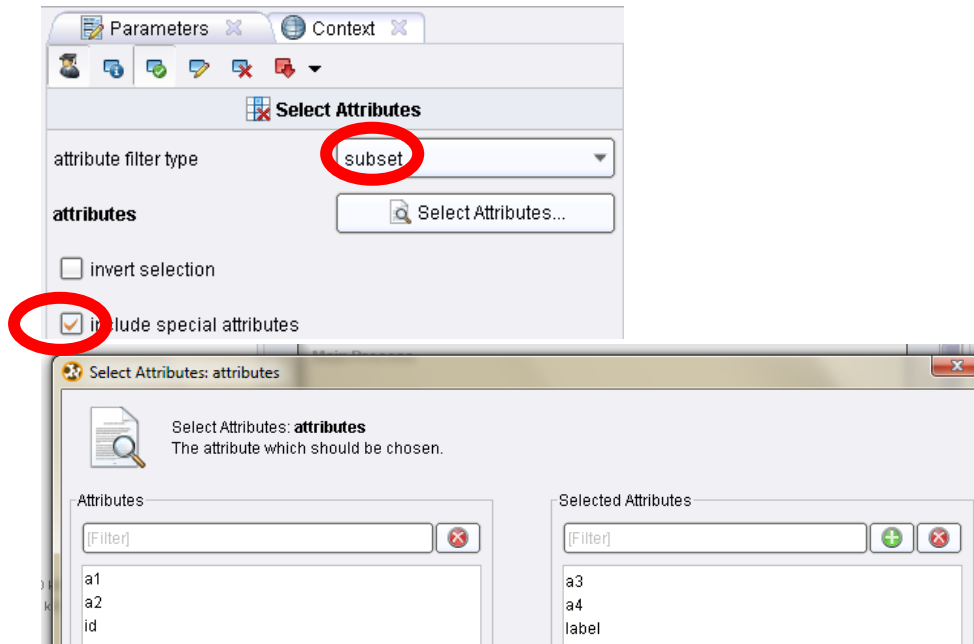 Parameters Context
Select Attributes
attribute filter type subset
attributes Select Attributes...
invert selection
include special attributes
Main Process
Select Attributes: attributes
Select Attributes: attributes
The attribute which should be chosen.
Attributes Selected Attributes
[Filter] [Filter]
a1 a3
a2 a4
id label